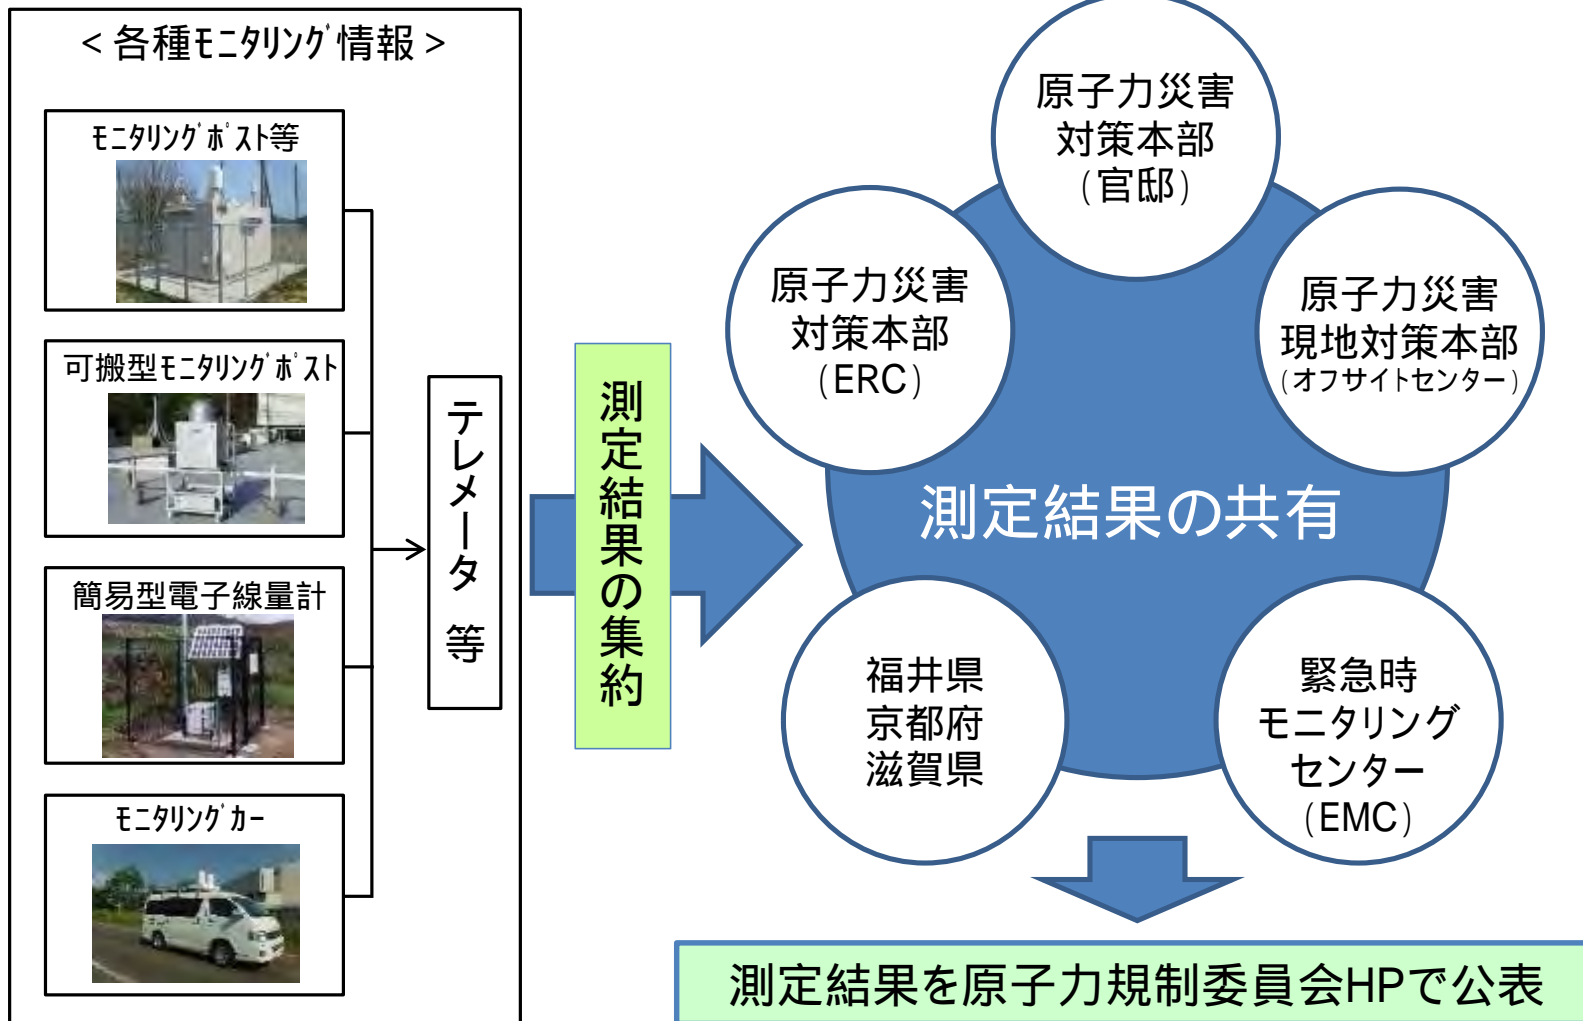 ＜各種ﾓﾆﾀﾘﾝｸﾞ情報＞
ﾓﾆﾀﾘﾝｸﾞﾎﾟｽﾄ等
可搬型ﾓﾆﾀﾘﾝｸﾞﾎﾟｽﾄ
簡易型電子線量計
ﾓﾆﾀﾘﾝｸﾞｶｰ
テレメータ 等
測定結果の集約
原子力災害
対策本部
（官邸）
原子力災害
対策本部
（ERC）
原子力災害
現地対策本部
（オフサイトセンター）
測定結果の共有
福井県
京都府
滋賀県
緊急時
モニタリング
センター
（EMC）
測定結果を原子力規制委員会HPで公表